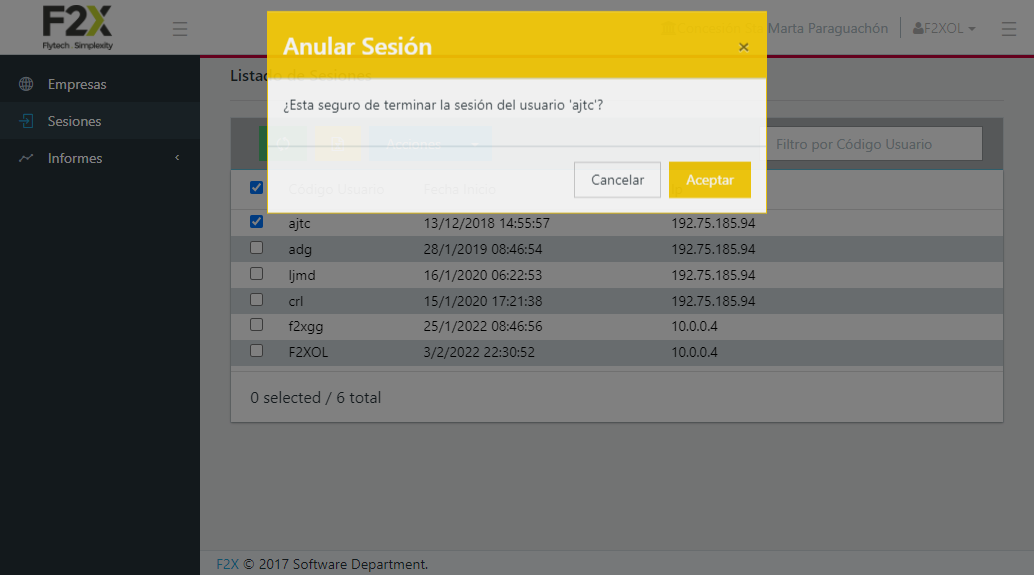 F2X
Flytech Simplexity
Marta Paraguachón
F2XOL
Anular Sesión
×
¿Esta seguro de terminar la sesión del usuario 'ajtc'?
Cancelar
Aceptar
Empresas
Sesiones
Informes
Listado de Sesiones
Acciones
Filtro por Código Usuario
Código Usuario Fecha Inicio
ajtc 13/12/2018 14:55:57 192.75.185.94
adg 28/1/2019 08:46:54 192.75.185.94
ljmd 16/1/2020 06:22:53 192.75.185.94
crl 15/1/2020 17:21:38 192.75.185.94
f2xgg 25/1/2022 08:46:56 10.0.0.4
F2XOL 3/2/2022 22:30:52 10.0.0.4
0 selected / 6 total
F2X © 2017 Software Department.